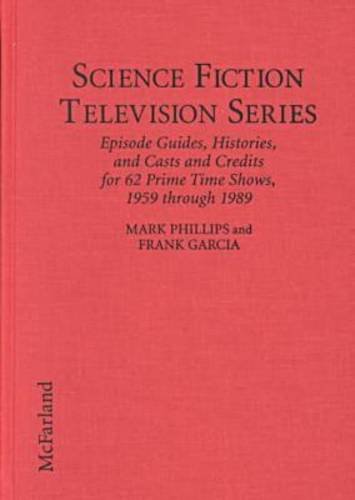 SCIENCE FICTION
TELEVISION SERIES
Episode Guides, Histories,
and Casts and Credits
for 62 Prime Time Shows,
1959 through 1989
MARK PHILLIPS and
FRANK GARCIA
McFarland